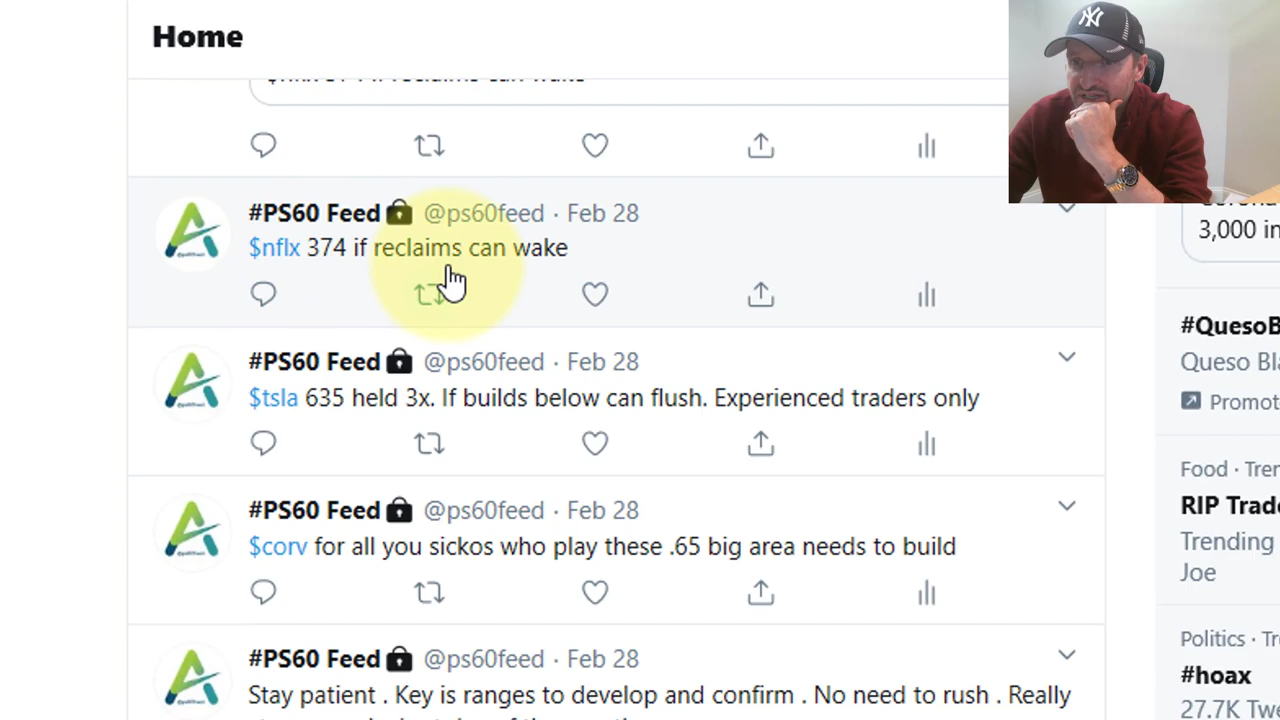 Home
$nflx 374 if reclaims can wake
#PS60 Feed @ps60feed · Feb 28
$nflx 374 if reclaims can wake
#PS60 Feed @ps60feed · Feb 28
$tsla 635 held 3x. If builds below can flush. Experienced traders only
#PS60 Feed @ps60feed · Feb 28
$corv for all you sickos who play these .65 big area needs to build
#PS60 Feed @ps60feed · Feb 28
Stay patient . Key is ranges to develop and confirm . No need to rush . Really
3,000 in
#QuesoB
Queso Bla
Promot
Food · Tren
RIP Trade
Trending
Joe
Politics · Tr
#hoax
27.7K Tw